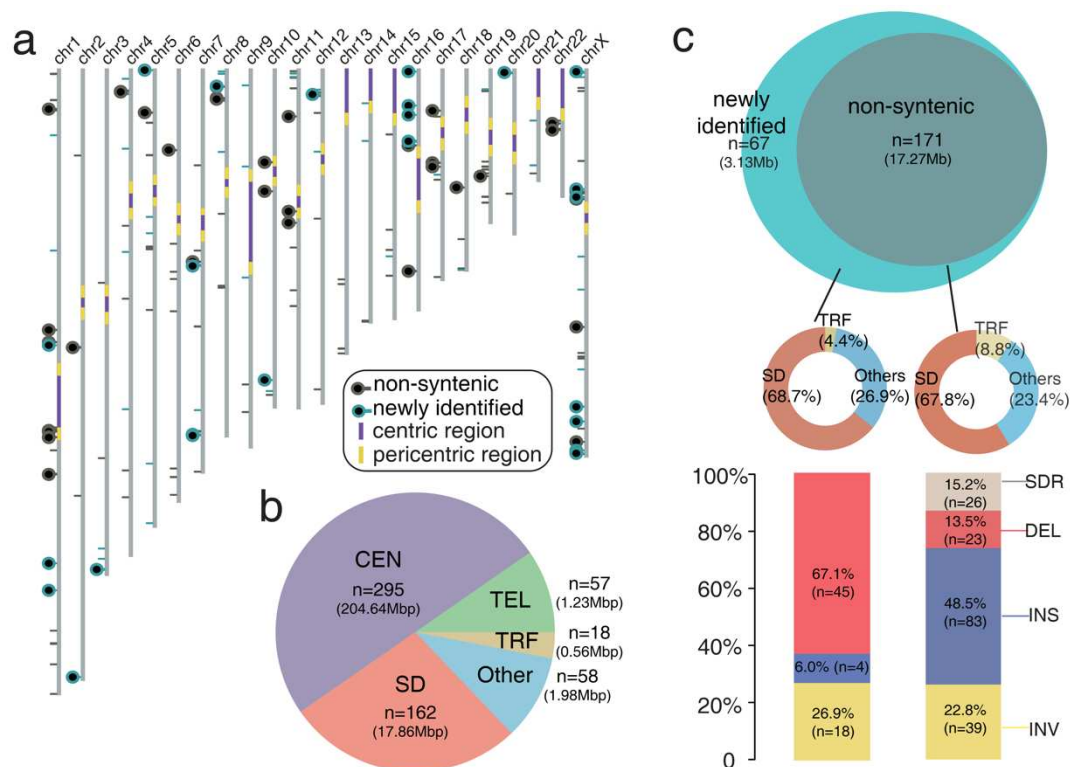 a
chr1
chr2
chr3
chr4
chr5
chr6
chr7
chr8
chr9
chr10
chr11
chr12
chr13
chr14
chr15
chr16
chr17
chr18
chr19
chr20
chr21
chr22
chrX
non-syntenic
newly identified
centric region
pericentric region
b
CEN
n=295
(204.64Mbp)
TEL
n=57
(1.23Mbp)
TRF
n=18
(0.56Mbp)
Other
n=58
(1.98Mbp)
SD
n=162
(17.86Mbp)
c
newly
identified
n=67
(3.13Mb)
non-syntenic
n=171
(17.27Mb)
TRF
(4.4%)
SD
(68.7%)
Others
(26.9%)
TRF
(8.8%)
SD
(67.8%)
Others
(23.4%)
100%
80%
60%
40%
20%
0
67.1%
(n=45)
6.0% (n=4)
26.9%
(n=18)
15.2%
(n=26)
13.5%
(n=23)
48.5%
(n=83)
22.8%
(n=39)
SDR
DEL
INS
INV